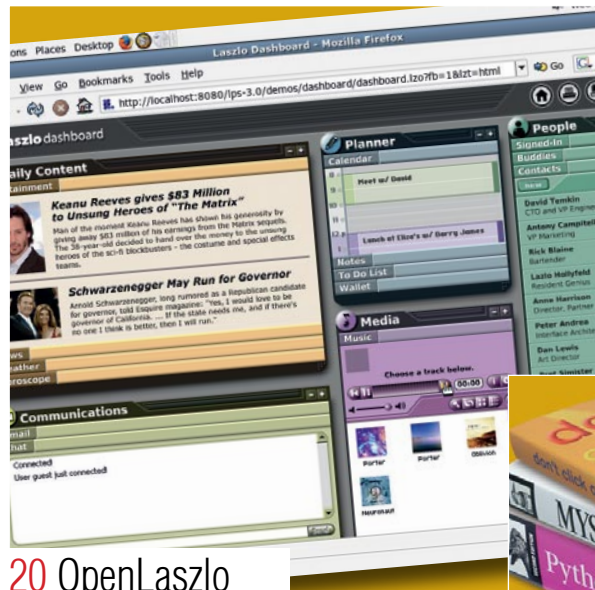 ons Places Desktop
Laszlo Dashboard - Mozilla Firefox
View Go Bookmarks Tools Help
http://localhost:8080/lps-3.0/demos/dashboard/dashboard.lzo?fb=1&lzt=html
Go
aszlo dashboard
aily Content
tainment
Keanu Reeves gives $83 Million
to Unsung Heroes of "The Matrix"
Man of the moment Keanu Reeves has shown his generosity by
giving away $83 million of his earnings from the Matrix sequels.
The 38-year-old decided to hand over the money to the unsung
heroes of the sci-fi blockbusters - the costume and special effects
teams.
Schwarzenegger May Run for Governor
Arnold Schwarzenegger, long rumored as a Republican candidate
for governor, told Esquire magazine: "Yes, I would love to be
governor of California. ... If the state needs me, and if there's
no one I think is better, then I will run."
ws
eather
oroscope
Communications
mail
hat
Connected!
User guest just connected!
Send
Planner
Calendar
Meet w/ David
Lunch at Elize's w/ Garry James
Notes
To Do List
Wallet
Media
Music
Choose a track below.
00:00
Porter
Porter
Oblivion
Neuronaut
People
Signed-In
Buddies
Contacts
new
David Temkin
CTO and VP Engine
Antony Campitell
VP Marketing
Rick Blaine
Bartender
Lazlo Hollyfeld
Resident Genius
Anne Harrison
Director, Partner
Peter Andrea
Interface Archite
Dan Lewis
Art Director
Sinister
20 OpenLaszlo
don't click
MYS
Pyth